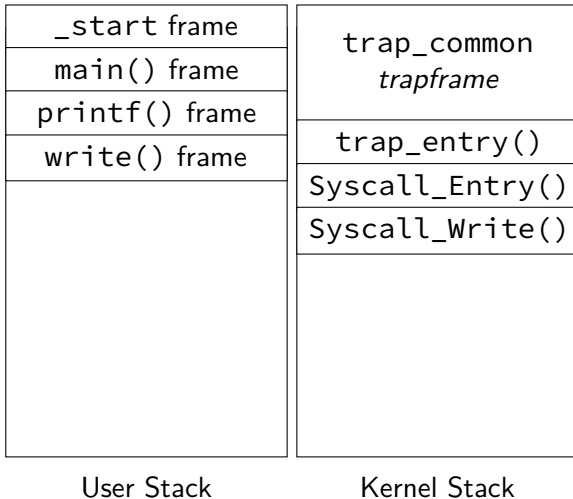 _start frame
main() frame
printf() frame
write() frame
User Stack
trap_common
trapframe
trap_entry()
Syscall_Entry()
Syscall_Write()
Kernel Stack